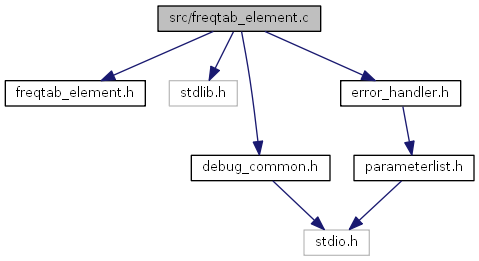 src/freqtab_element.c
freqtab_element.h
stdlib.h
error_handler.h
debug_common.h
parameterlist.h
stdio.h